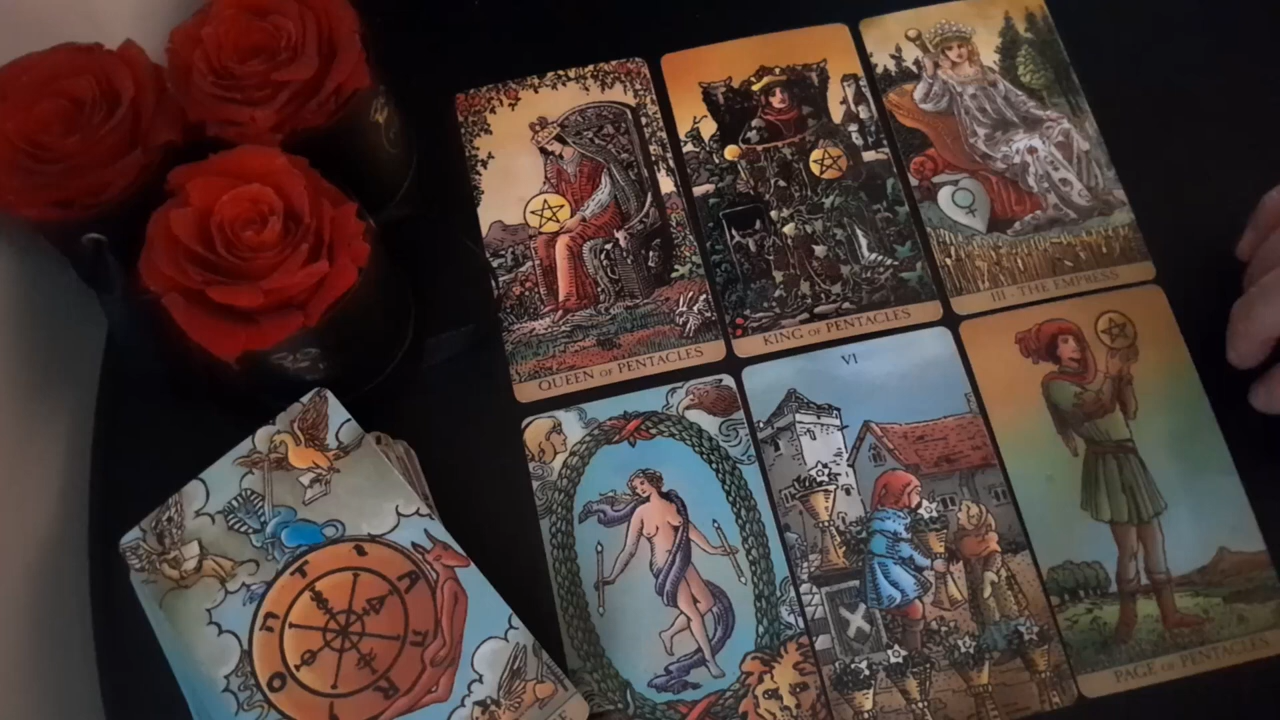 QUEEN OF PENTACLES
KING OF PENTACLES
III - THE EMPRESS
VI
PAGE OF PENTACLES
T
A
R
O